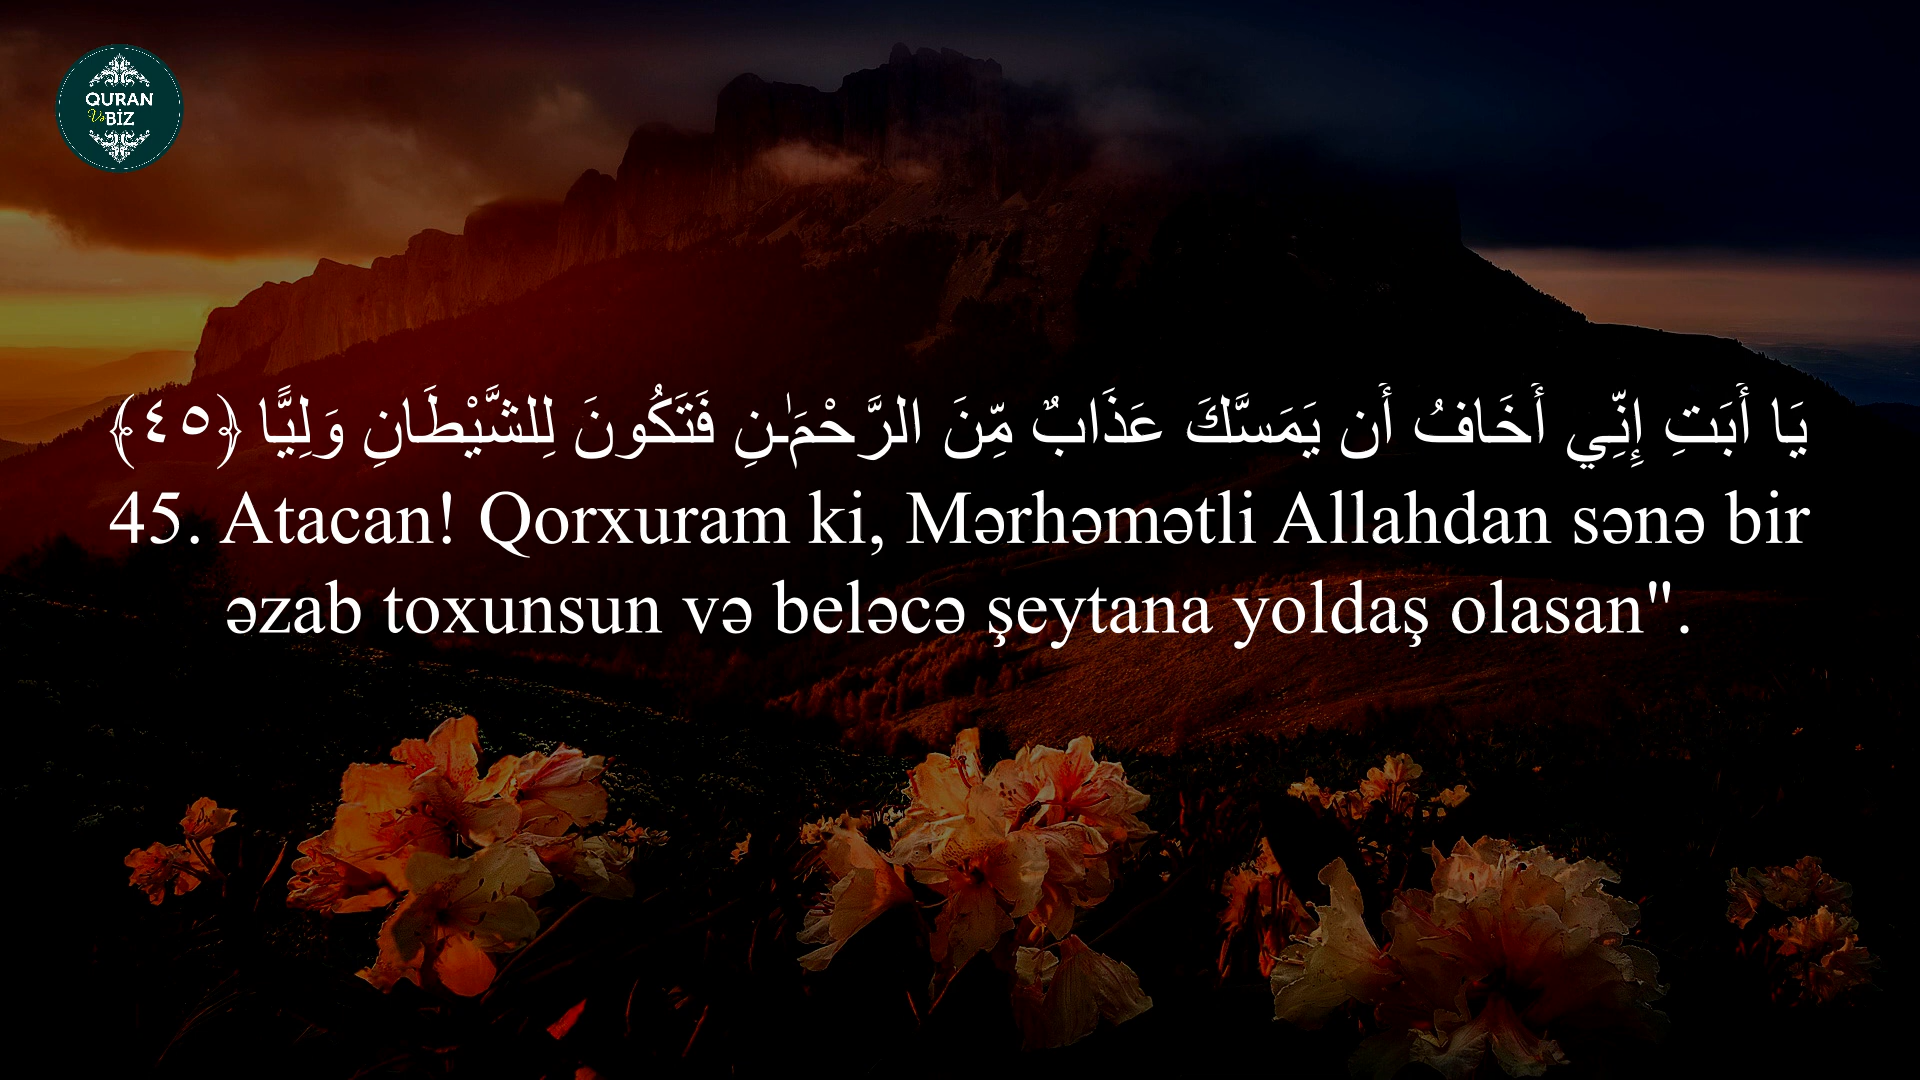 QURAN
Və BİZ
يَا أَبَتِ إِنِّي أَخَافُ أَن يَمَسَّكَ عَذَابٌ مِّنَ الرَّحْمَـٰنِ فَتَكُونَ لِلشَّيْطَانِ وَلِيًّا ﴿٤٥﴾
45. Atacan! Qorxuram ki, Mərhəmətli Allahdan sənə bir
əzab toxunsun və beləcə şeytana yoldaş olasan".